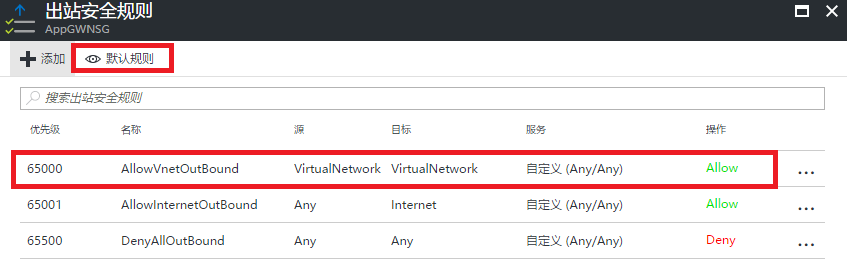 出站安全规则
AppGWNSG
添加 默认规则
搜索出站安全规则
优先级 名称 源 目标 服务 操作
65000 AllowVnetOutBound VirtualNetwork VirtualNetwork 自定义 (Any/Any) Allow ...
65001 AllowInternetOutBound Any Internet 自定义 (Any/Any) Allow ...
65500 DenyAllOutBound Any Any 自定义 (Any/Any) Deny ...